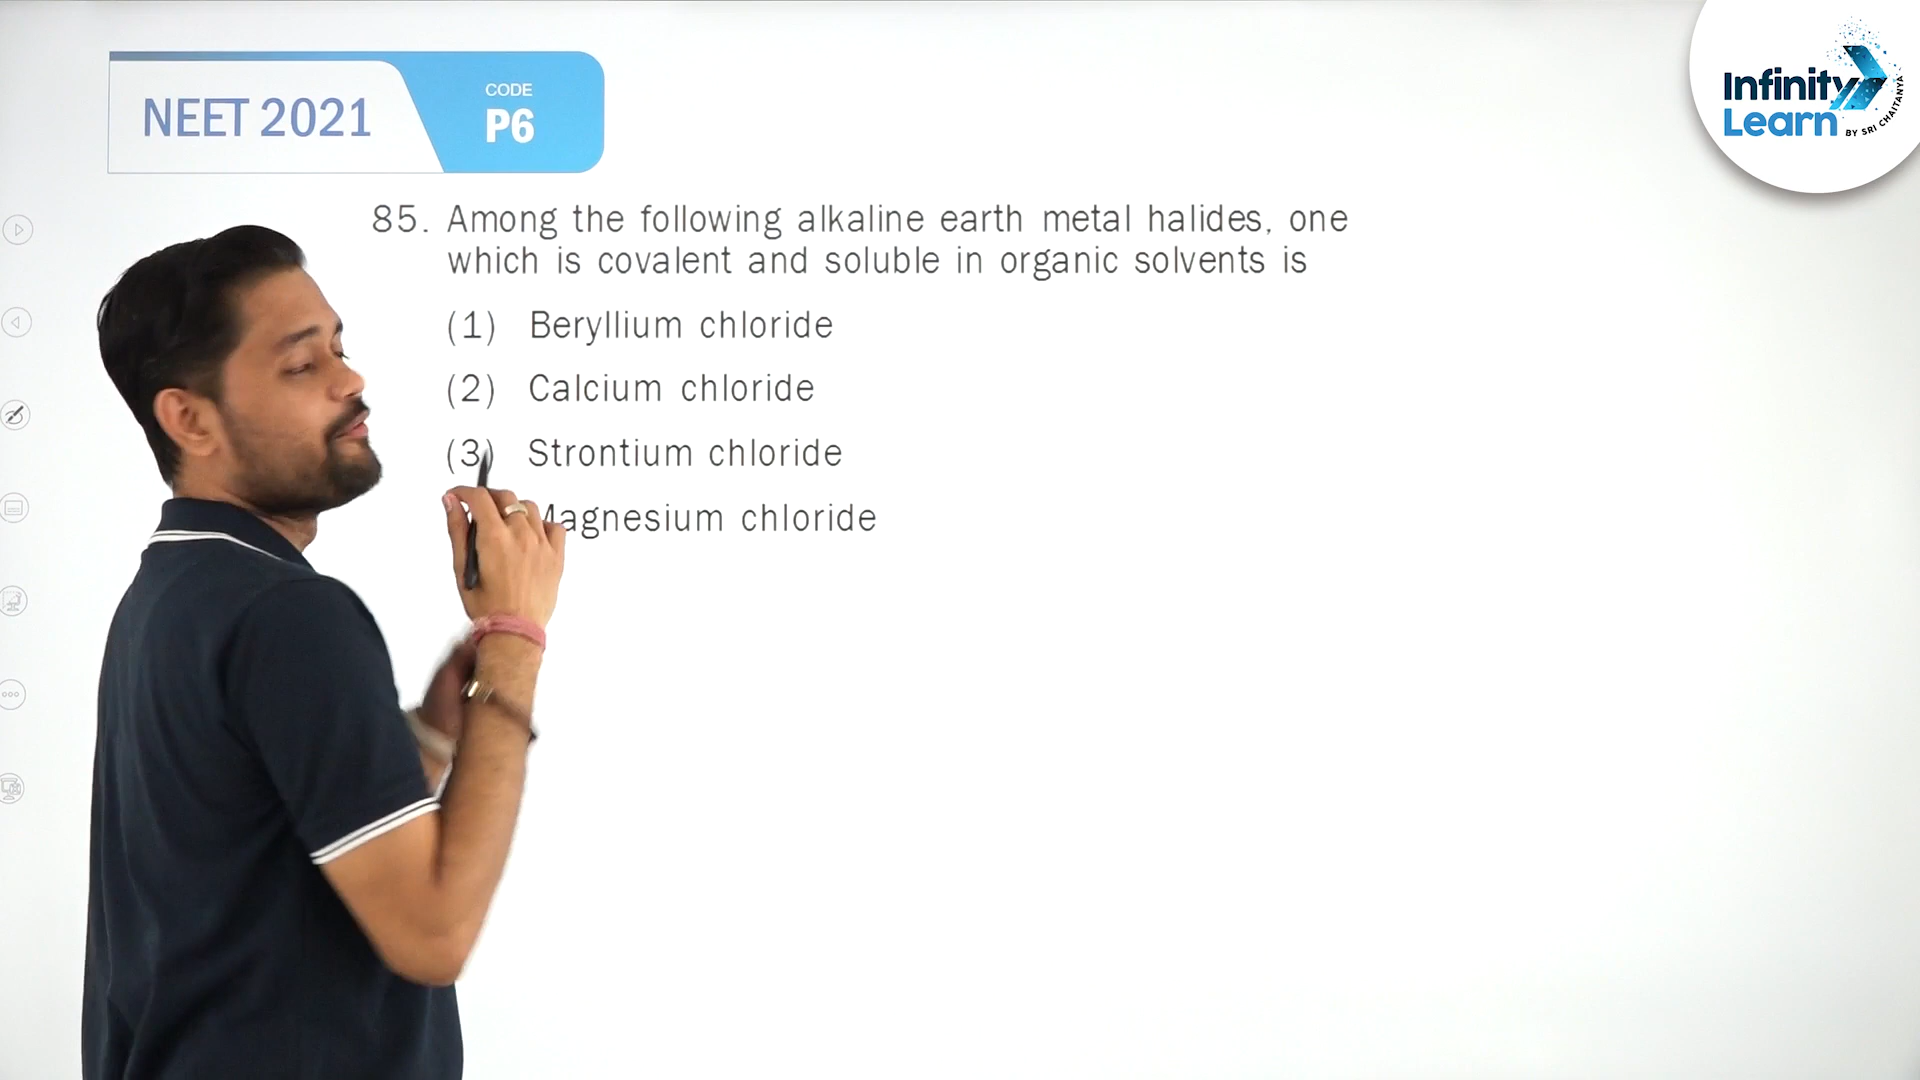 NEET 2021
CODE
P6
Infinity
Learn
BY SRI CHAITANYA
85. Among the following alkaline earth metal halides, one
which is covalent and soluble in organic solvents is
(1) Beryllium chloride
(2) Calcium chloride
(3) Strontium chloride
Magnesium chloride